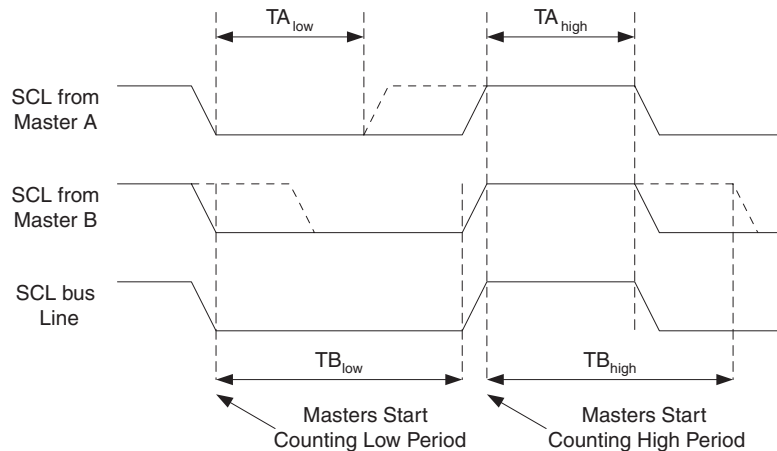 TA low
TA high
SCL from
Master A
SCL from
Master B
SCL bus
Line
TB low
TB high
Masters Start
Counting Low Period
Masters Start
Counting High Period